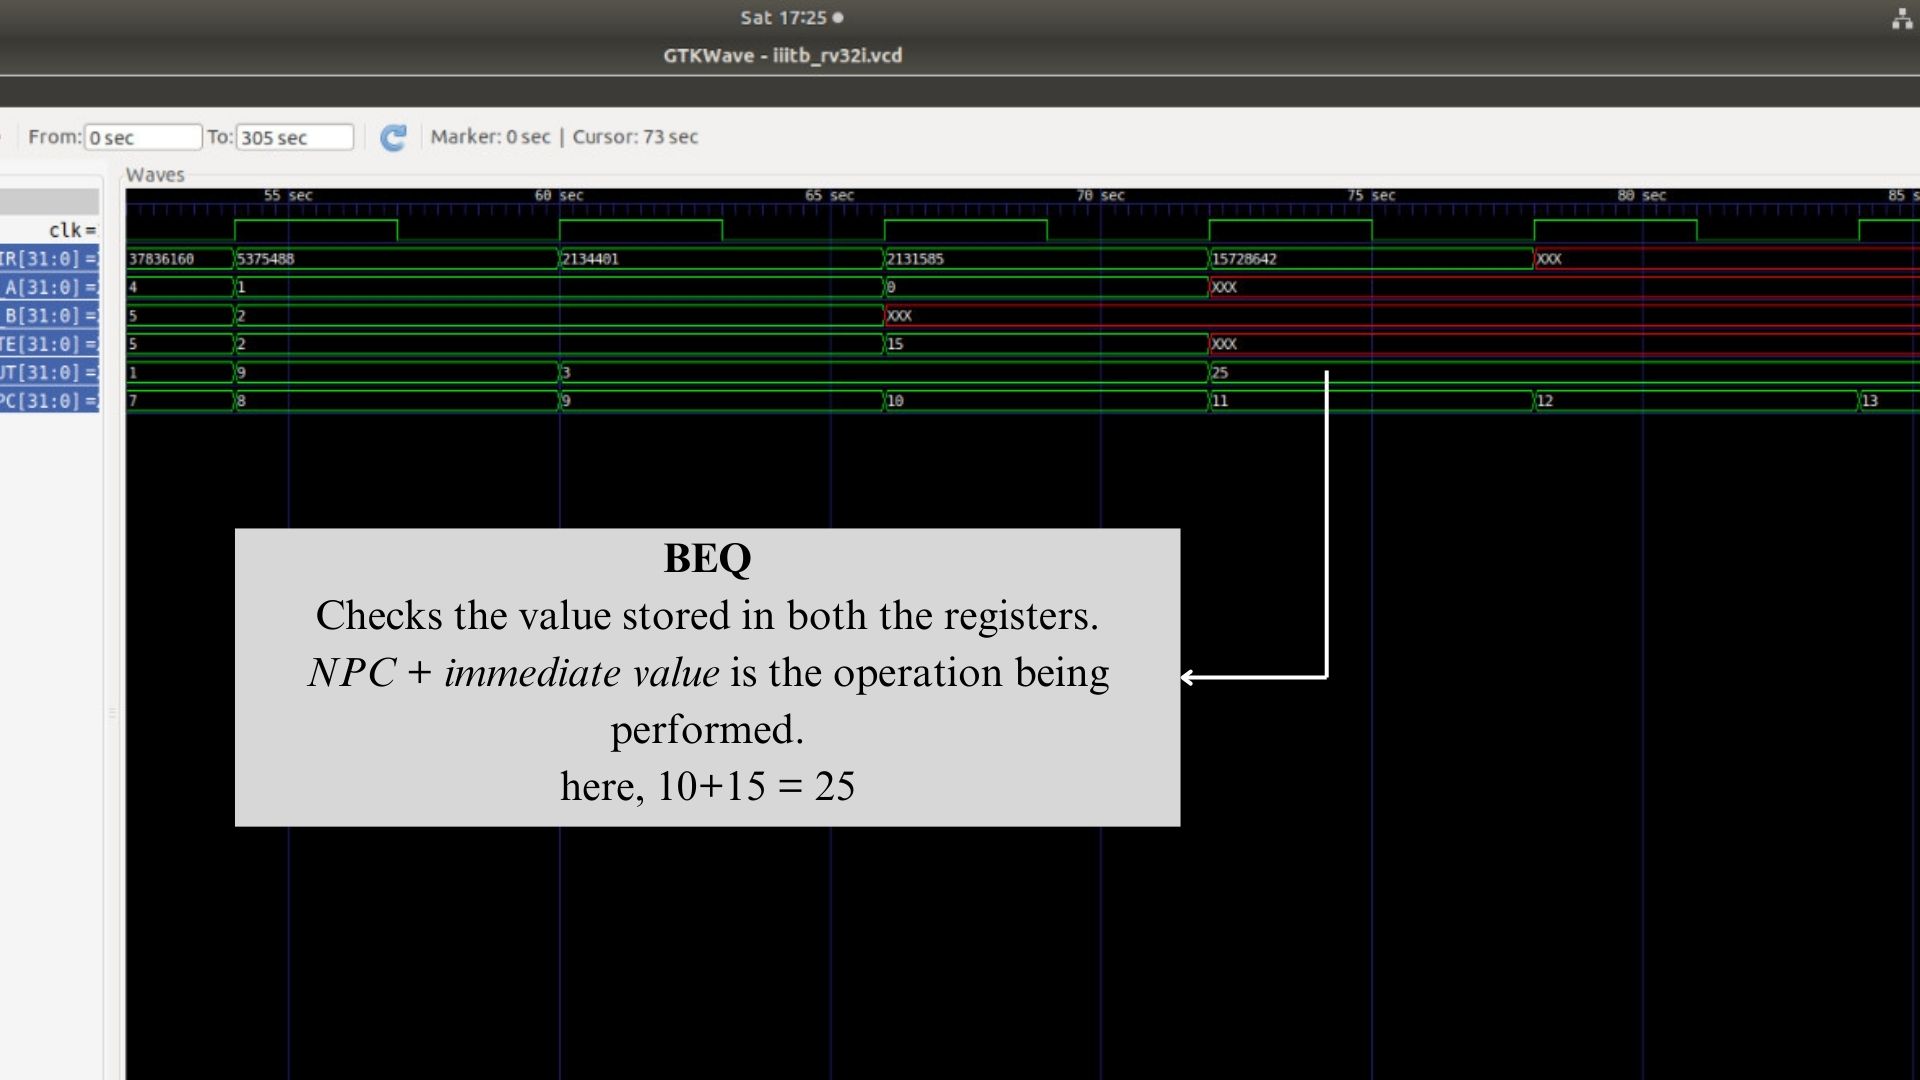 Sat 17:25
GTKWave - iiitb_rv32i.vcd
From: 0 sec To: 305 sec Marker: 0 sec | Cursor: 73 sec
Waves
55 sec 60 sec 65 sec 70 sec 75 sec 80 sec 85 s
clk=
IR[31:0] = 37836160 5375488 2134401 2131585 15728642 XXX
_A[31:0] = 4 1 0 XXX
_B[31:0] = 5 2 XXX
TE[31:0] = 5 2 15 XXX
UT[31:0] = 1 9 3 25
PC[31:0] = 7 8 9 10 11 12 13
BEQ
Checks the value stored in both the registers.
NPC + immediate value is the operation being
performed.
here, 10+15 = 25